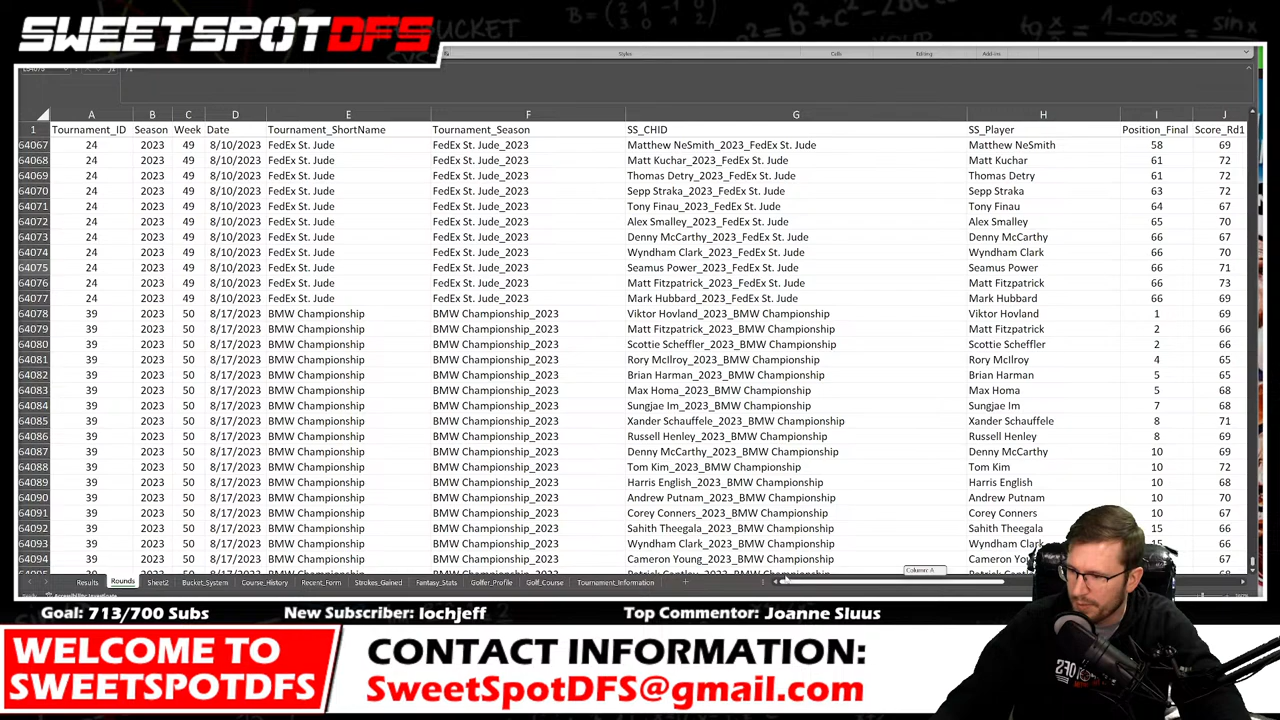 SWEETSPOTDFS
Styles Cells Editing Add-ins
A B C D E F G H I J
1 Tournament_ID Season Week Date Tournament_ShortName Tournament_Season SS_CHID SS_Player Position_Final Score_Rd1
64067 24 2023 49 8/10/2023 FedEx St. Jude FedEx St. Jude_2023 Matthew NeSmith_2023_FedEx St. Jude Matthew NeSmith 58 69
64068 24 2023 49 8/10/2023 FedEx St. Jude FedEx St. Jude_2023 Matt Kuchar_2023_FedEx St. Jude Matt Kuchar 61 72
64069 24 2023 49 8/10/2023 FedEx St. Jude FedEx St. Jude_2023 Thomas Detry_2023_FedEx St. Jude Thomas Detry 61 72
64070 24 2023 49 8/10/2023 FedEx St. Jude FedEx St. Jude_2023 Sepp Straka_2023_FedEx St. Jude Sepp Straka 63 72
64071 24 2023 49 8/10/2023 FedEx St. Jude FedEx St. Jude_2023 Tony Finau_2023_FedEx St. Jude Tony Finau 64 67
64072 24 2023 49 8/10/2023 FedEx St. Jude FedEx St. Jude_2023 Alex Smalley_2023_FedEx St. Jude Alex Smalley 65 70
64073 24 2023 49 8/10/2023 FedEx St. Jude FedEx St. Jude_2023 Denny McCarthy_2023_FedEx St. Jude Denny McCarthy 66 67
64074 24 2023 49 8/10/2023 FedEx St. Jude FedEx St. Jude_2023 Wyndham Clark_2023_FedEx St. Jude Wyndham Clark 66 70
64075 24 2023 49 8/10/2023 FedEx St. Jude FedEx St. Jude_2023 Seamus Power_2023_FedEx St. Jude Seamus Power 66 71
64076 24 2023 49 8/10/2023 FedEx St. Jude FedEx St. Jude_2023 Matt Fitzpatrick_2023_FedEx St. Jude Matt Fitzpatrick 66 73
64077 24 2023 49 8/10/2023 FedEx St. Jude FedEx St. Jude_2023 Mark Hubbard_2023_FedEx St. Jude Mark Hubbard 66 69
64078 39 2023 50 8/17/2023 BMW Championship BMW Championship_2023 Viktor Hovland_2023_BMW Championship Viktor Hovland 1 69
64079 39 2023 50 8/17/2023 BMW Championship BMW Championship_2023 Matt Fitzpatrick_2023_BMW Championship Matt Fitzpatrick 2 66
64080 39 2023 50 8/17/2023 BMW Championship BMW Championship_2023 Scottie Scheffler_2023_BMW Championship Scottie Scheffler 2 66
64081 39 2023 50 8/17/2023 BMW Championship BMW Championship_2023 Rory McIlroy_2023_BMW Championship Rory McIlroy 4 65
64082 39 2023 50 8/17/2023 BMW Championship BMW Championship_2023 Brian Harman_2023_BMW Championship Brian Harman 5 65
64083 39 2023 50 8/17/2023 BMW Championship BMW Championship_2023 Max Homa_2023_BMW Championship Max Homa 5 68
64084 39 2023 50 8/17/2023 BMW Championship BMW Championship_2023 Sungjae Im_2023_BMW Championship Sungjae Im 7 68
64085 39 2023 50 8/17/2023 BMW Championship BMW Championship_2023 Xander Schauffele_2023_BMW Championship Xander Schauffele 8 71
64086 39 2023 50 8/17/2023 BMW Championship BMW Championship_2023 Russell Henley_2023_BMW Championship Russell Henley 8 69
64087 39 2023 50 8/17/2023 BMW Championship BMW Championship_2023 Denny McCarthy_2023_BMW Championship Denny McCarthy 10 69
64088 39 2023 50 8/17/2023 BMW Championship BMW Championship_2023 Tom Kim_2023_BMW Championship Tom Kim 10 72
64089 39 2023 50 8/17/2023 BMW Championship BMW Championship_2023 Harris English_2023_BMW Championship Harris English 10 68
64090 39 2023 50 8/17/2023 BMW Championship BMW Championship_2023 Andrew Putnam_2023_BMW Championship Andrew Putnam 10 70
64091 39 2023 50 8/17/2023 BMW Championship BMW Championship_2023 Corey Conners_2023_BMW Championship Corey Conners 10 66
64092 39 2023 50 8/17/2023 BMW Championship BMW Championship_2023 Sahith Theegala_2023_BMW Championship Sahith Theegala 15 67
64093 39 2023 50 8/17/2023 BMW Championship BMW Championship_2023 Wyndham Clark_2023_BMW Championship Wyndham Clark 15 66
64094 39 2023 50 8/17/2023 BMW Championship BMW Championship_2023 Cameron Young_2023_BMW Championship Cameron 66
Column: A
Results Rounds Sheet2 Bucket_System Course_History Recent_Form Strokes_Gained Fantasy_Stats Golfer_Profile Golf_Course Tournament_Information
Goal: 713/700 Subs New Subscriber: lochjeff Top Commentor: Joanne Sluus
WELCOME TO
SWEETSPOTDFS
CONTACT INFORMATION:
SweetSpotDFS@gmail.com